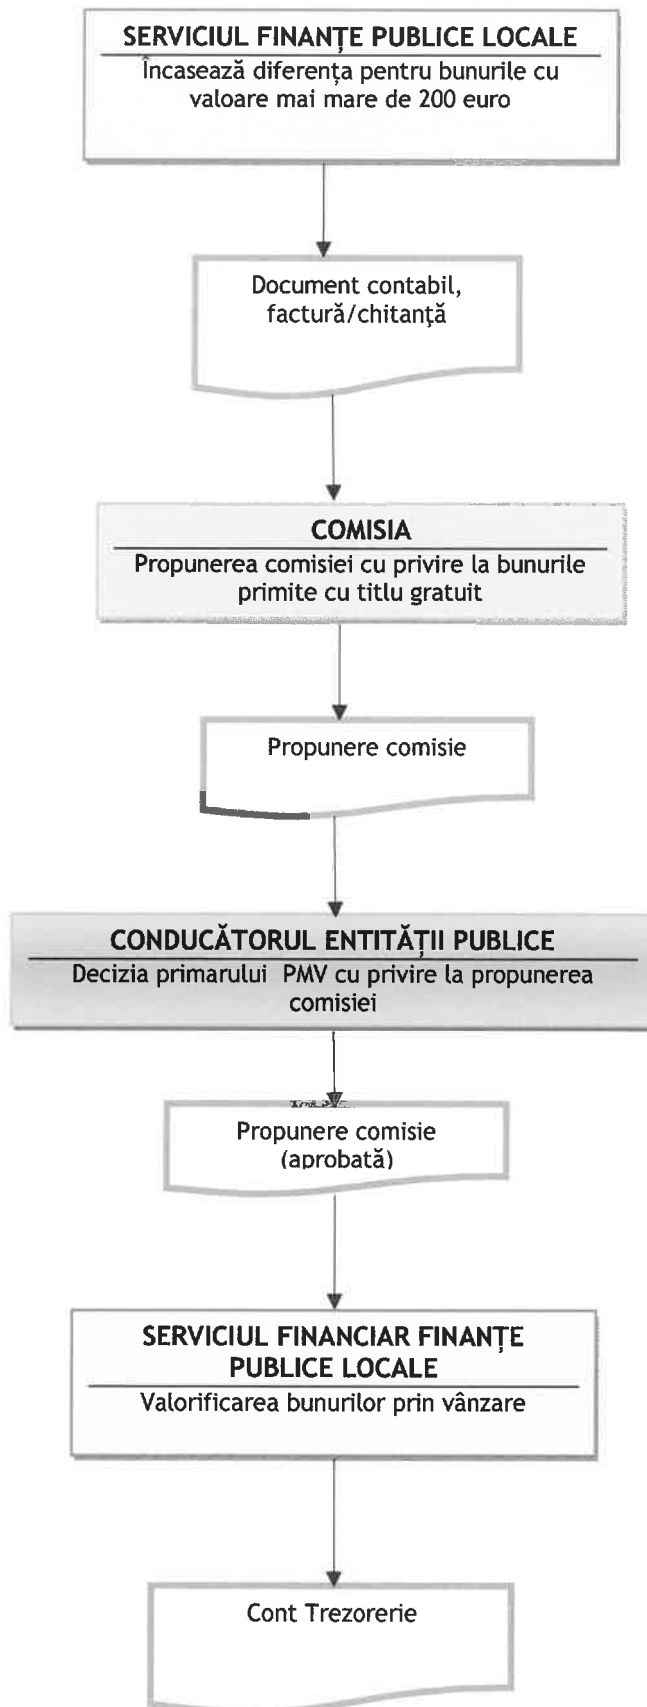 SERVICIUL FINANȚE PUBLICE LOCALE
Încasează diferența pentru bunurile cu
valoare mai mare de 200 euro
Document contabil,
factură/chitanță
COMISIA
Propunerea comisiei cu privire la bunurile
primite cu titlu gratuit
Propunere comisie
CONDUCĂTORUL ENTITĂȚII PUBLICE
Decizia primarului PMV cu privire la propunerea
comisiei
Propunere comisie
(aprobată)
SERVICIUL FINANCIAR FINANȚE
PUBLICE LOCALE
Valorificarea bunurilor prin vânzare
Cont Trezorerie